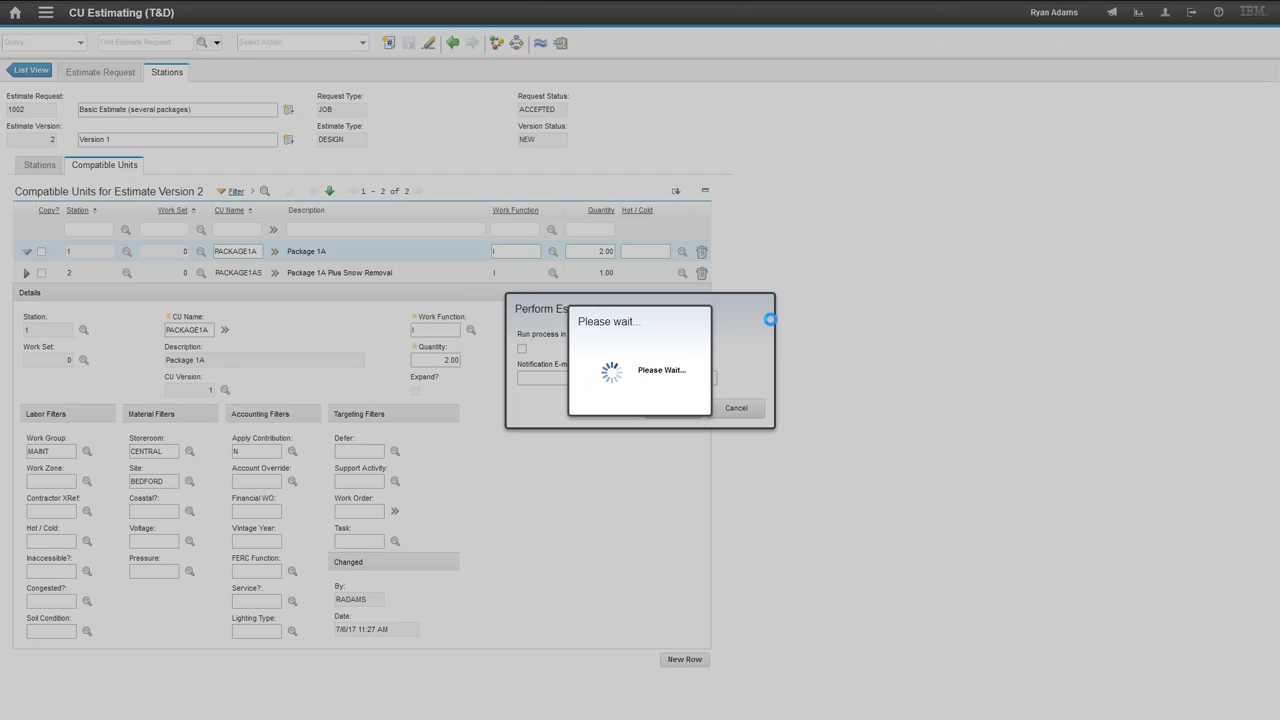 CU Estimating (T&D)
Ryan Adams
IBM
Query
Find Estimate Request
Select Action
List View
Estimate Request
Stations
Estimate Request:
Request Type:
Request Status:
1002
Basic Estimate (several packages)
JOB
ACCEPTED
Estimate Version:
Estimate Type:
Version Status:
2
Version 1
DESIGN
NEW
Stations
Compatible Units
Compatible Units for Estimate Version 2
Filter
1 - 2 of 2
Copy?
Station
Work Set
CU Name
Description
Work Function
Quantity
Hot / Cold
1
0
PACKAGE1A
Package 1A
I
2.00
2
0
PACKAGE1AS
Package 1A Plus Snow Removal
I
1.00
Details
Station:
CU Name:
Work Function:
1
PACKAGE1A
I
Work Set:
Description:
Quantity:
0
Package 1A
2.00
CU Version:
Expand?
1
Labor Filters
Material Filters
Accounting Filters
Targeting Filters
Work Group:
Storeroom:
Apply Contribution:
Defer:
MAINT
CENTRAL
N
Work Zone:
Site:
Account Override:
Support Activity:
BEDFORD
Contractor XRef:
Coastal?:
Financial WO:
Work Order:
Hot / Cold:
Voltage:
Vintage Year:
Task:
Inaccessible?:
Pressure:
FERC Function:
Changed
Congested?:
Service?:
By:
RADAMS
Soil Condition:
Lighting Type:
Date:
7/6/17 11:27 AM
New Row
Perform Es
Run process in
Notification E-m
Cancel
Please wait...
Please Wait...